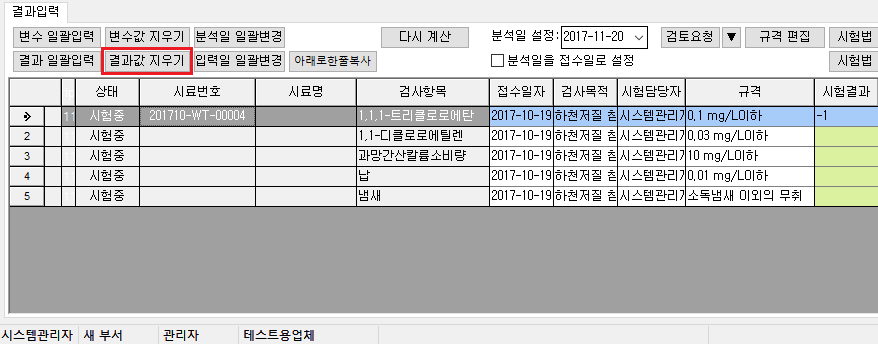 결과입력
변수 일괄입력 변수값 지우기 분석일 일괄변경 다시 계산 분석일 설정: 2017-11-20 검토요청 ▼ 규격 편집 시험법
결과 일괄입력 결과값 지우기 입력일 일괄변경 아래로한줄복사 분석일을 접수일로 설정 시험법
상태 시료번호 시료명 검사항목 접수일자 검사목적 시험담당자 규격 시험결과
11 시험중 201710-WT-00004 1,1,1-트리클로로에탄 2017-10-19 하천저질 침 시스템관리자 0,1 mg/L이하 -1
2 시험중 1,1-디클로로에틸렌 2017-10-19 하천저질 침 시스템관리자 0,03 mg/L이하
3 시험중 과망간산칼륨소비량 2017-10-19 하천저질 침 시스템관리자 10 mg/L이하
4 시험중 납 2017-10-19 하천저질 침 시스템관리자 0,01 mg/L이하
5 시험중 냄새 2017-10-19 하천저질 침 시스템관리자 소독냄새 이외의 무취
시스템관리자 새 부서 관리자 테스트용업체